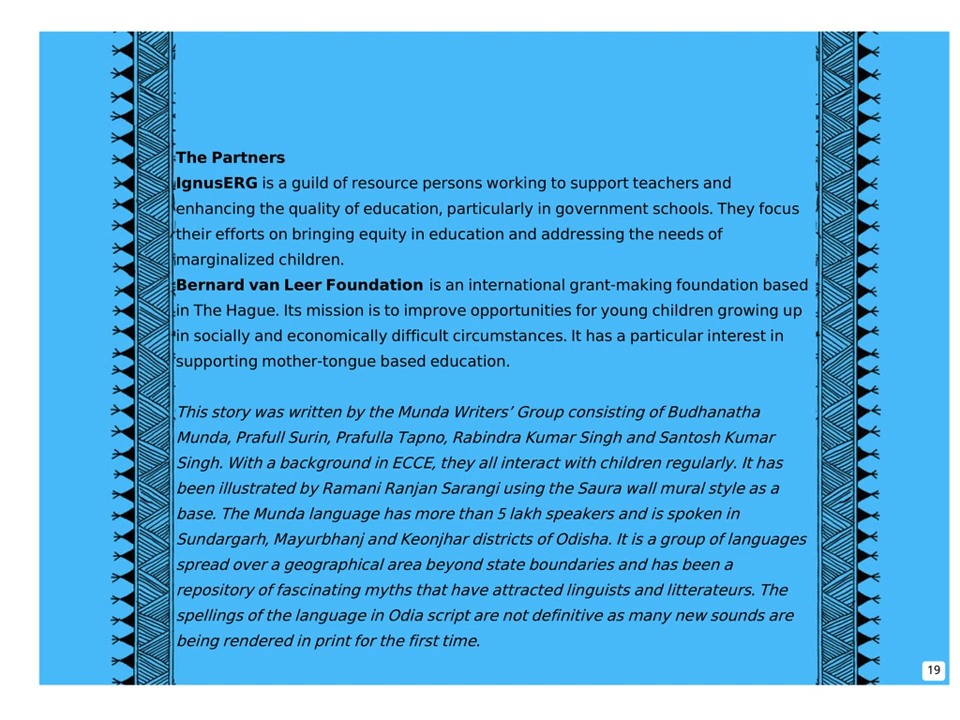 The Partners
IgnusERG is a guild of resource persons working to support teachers and
enhancing the quality of education, particularly in government schools. They focus
their efforts on bringing equity in education and addressing the needs of
marginalized children.
Bernard van Leer Foundation is an international grant-making foundation based
in The Hague. Its mission is to improve opportunities for young children growing up
in socially and economically difficult circumstances. It has a particular interest in
supporting mother-tongue based education.
This story was written by the Munda Writers’ Group consisting of Budhanatha
Munda, Prafull Surin, Prafulla Tapno, Rabindra Kumar Singh and Santosh Kumar
Singh. With a background in ECCE, they all interact with children regularly. It has
been illustrated by Ramani Ranjan Sarangi using the Saura wall mural style as a
base. The Munda language has more than 5 lakh speakers and is spoken in
Sundargarh, Mayurbhanj and Keonjhar districts of Odisha. It is a group of languages
spread over a geographical area beyond state boundaries and has been a
repository of fascinating myths that have attracted linguists and litterateurs. The
spellings of the language in Odia script are not definitive as many new sounds are
being rendered in print for the first time.
19